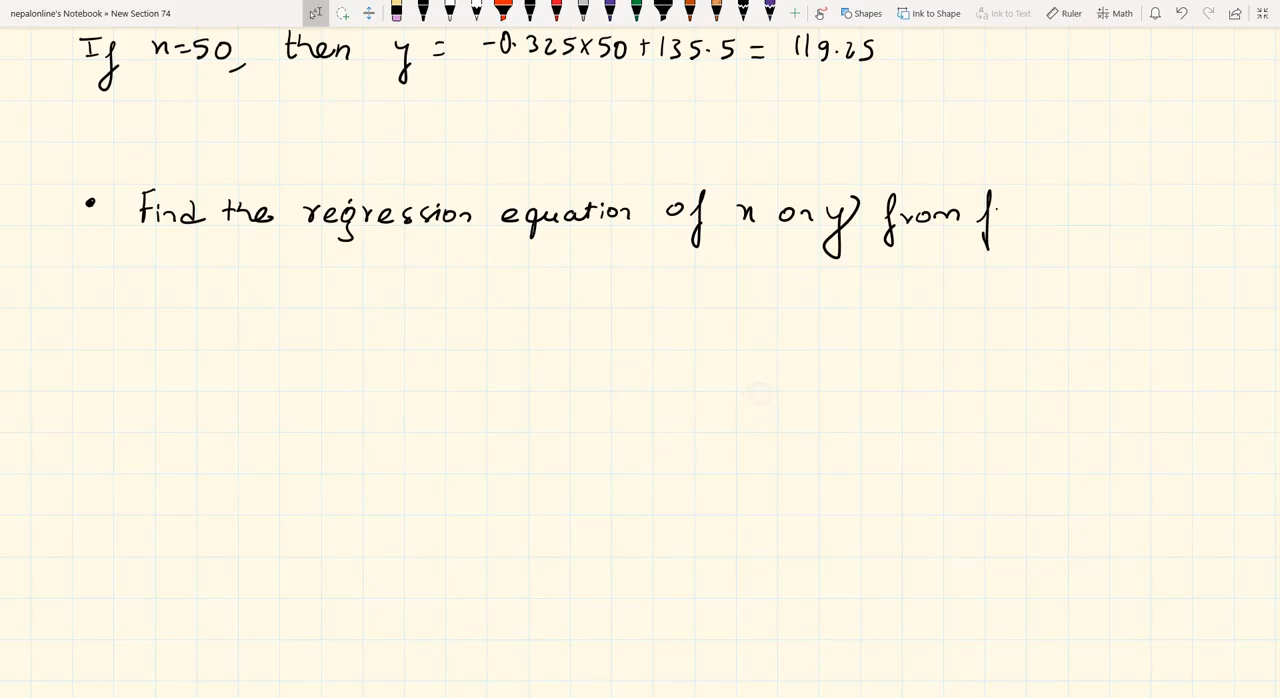 nepalonline's Notebook » New Section 74
Shapes Ink to Shape Ink to Text Ruler Math
If x=50, then y = -0.325×50+135.5 = 119.25
• Find the regression equation of x on y from f